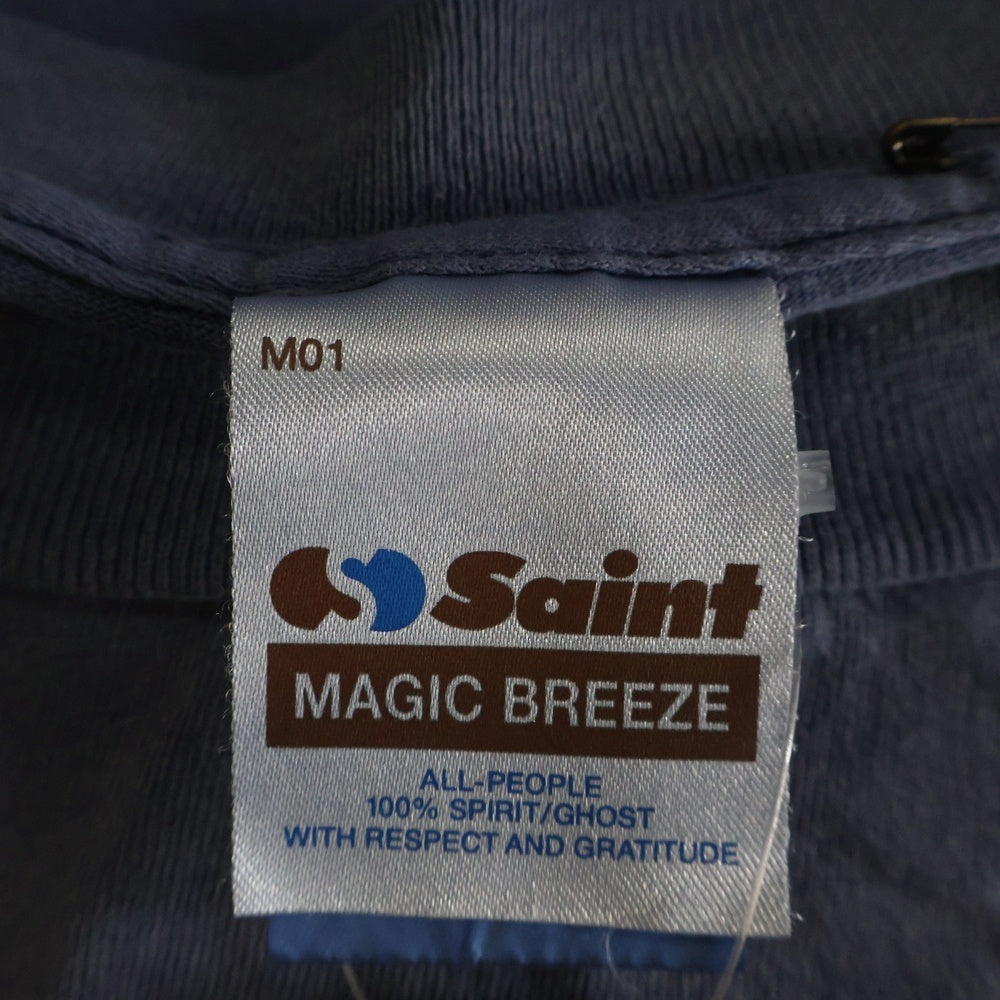 M01
Saint
MAGIC BREEZE
ALL-PEOPLE
100% SPIRIT/GHOST
WITH RESPECT AND GRATITUDE